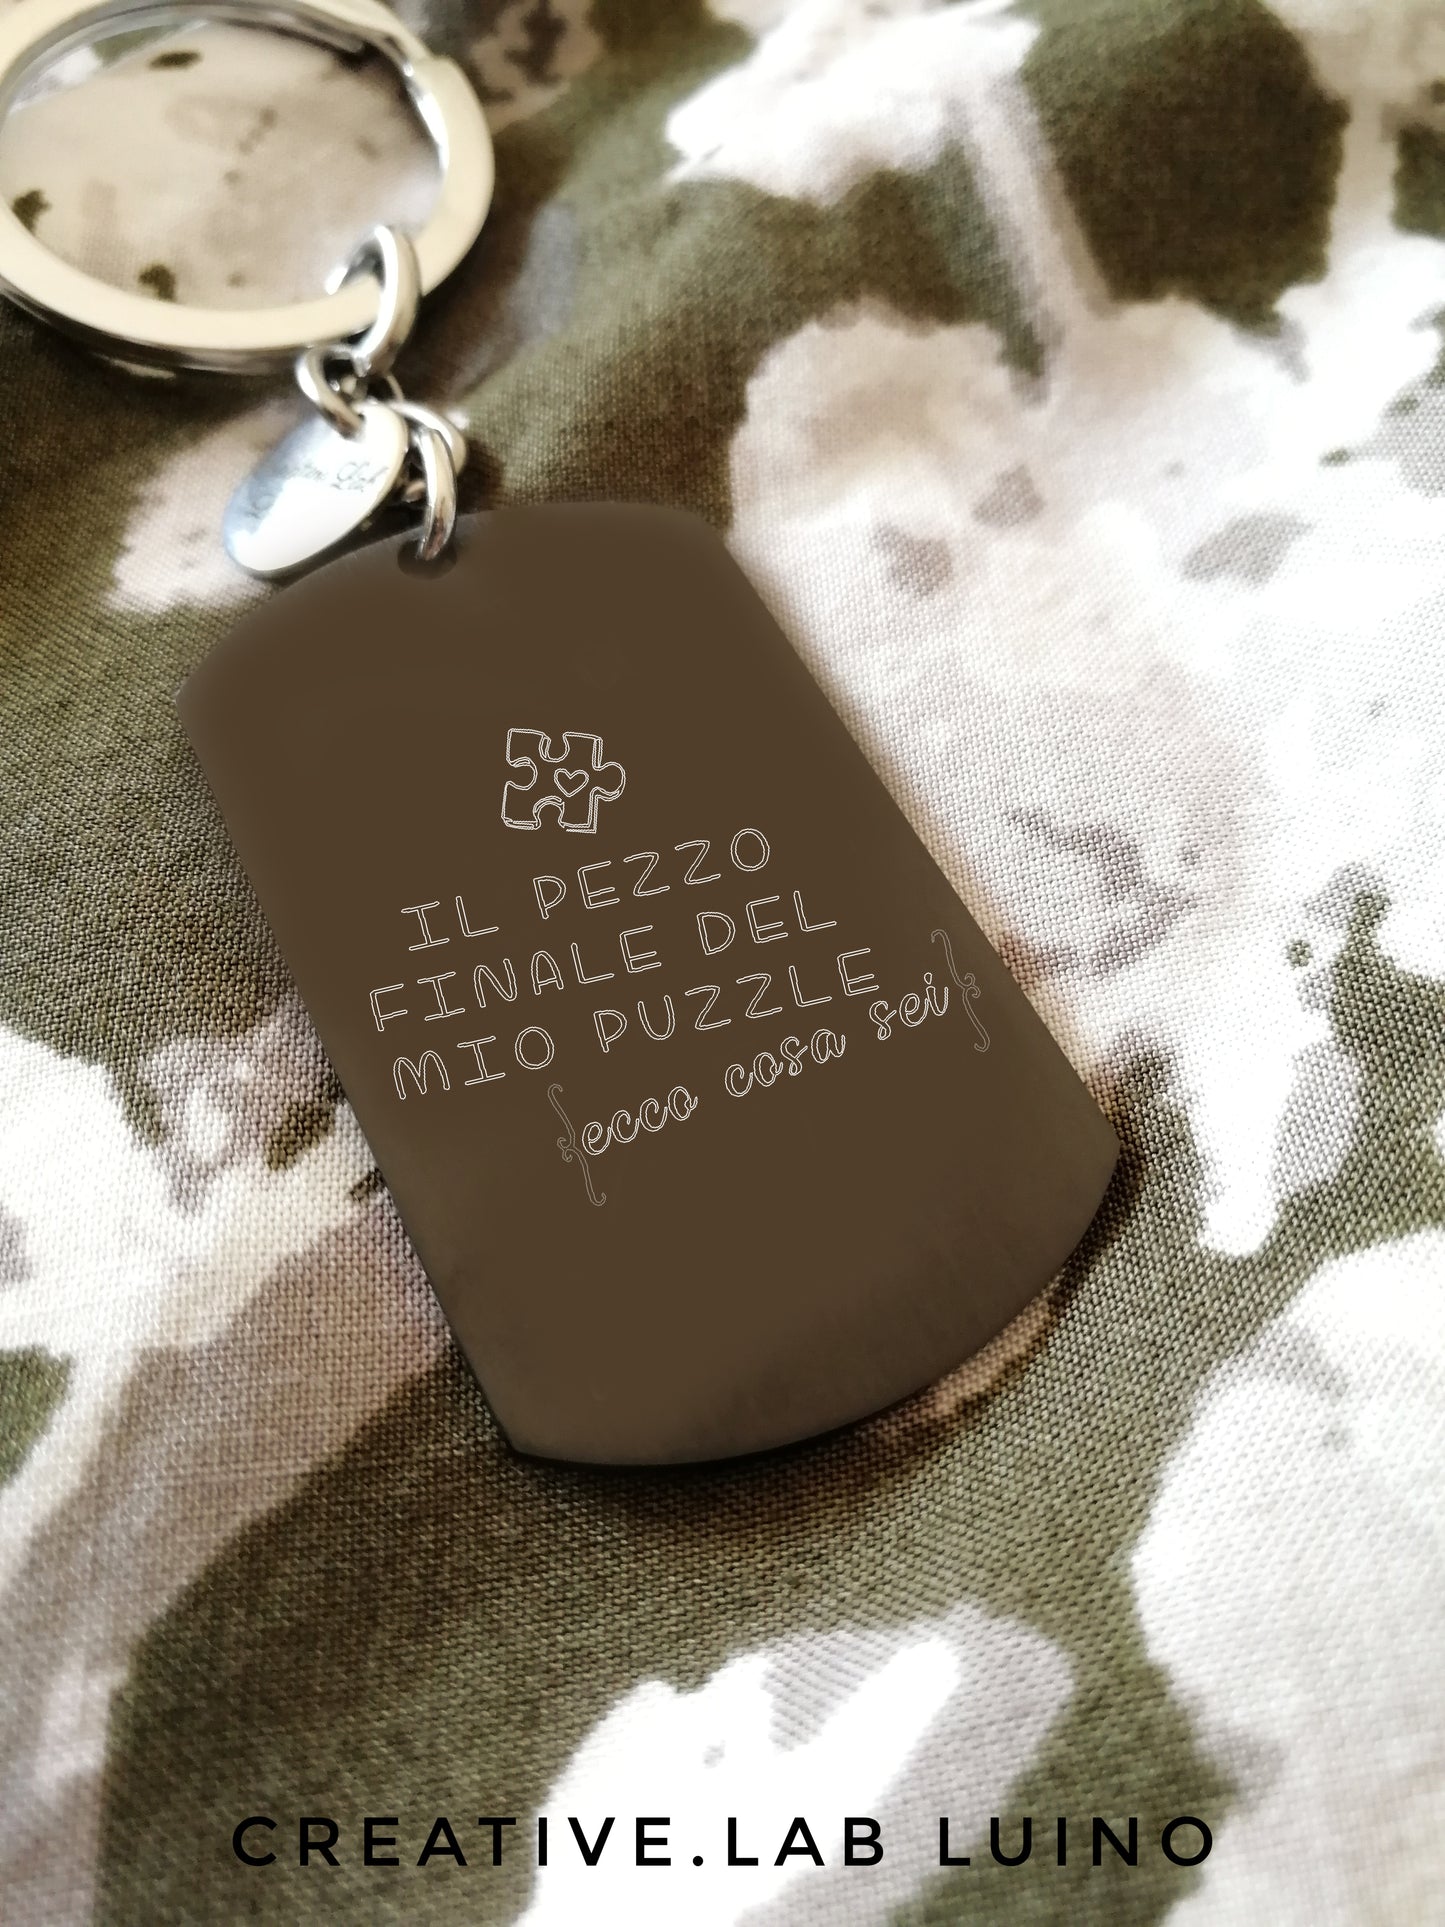 IL PEZZO
FINALE DEL
MIO PUZZLE
{ecco cosa sei}
CREATIVE.LAB LUINO